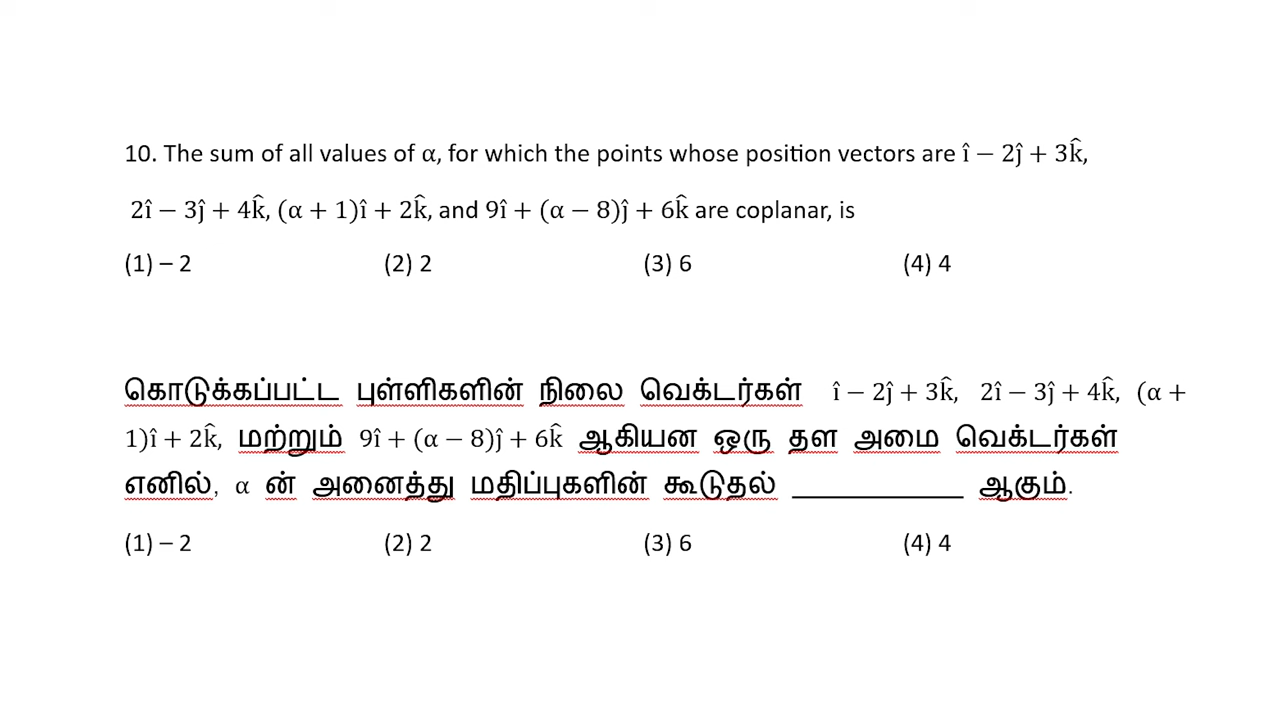 10. The sum of all values of α, for which the points whose position vectors are î − 2ĵ + 3k̂,
2î − 3ĵ + 4k̂, (α + 1)î + 2k̂, and 9î + (α − 8)ĵ + 6k̂ are coplanar, is
(1) – 2 (2) 2 (3) 6 (4) 4
கொடுக்கப்பட்ட புள்ளிகளின் நிலை வெக்டர்கள் î − 2ĵ + 3k̂, 2î − 3ĵ + 4k̂, (α +
1)î + 2k̂, மற்றும் 9î + (α − 8)ĵ + 6k̂ ஆகியன ஒரு தள அமை வெக்டர்கள்
எனில், α ன் அனைத்து மதிப்புகளின் கூடுதல் ____________ ஆகும்.
(1) – 2 (2) 2 (3) 6 (4) 4